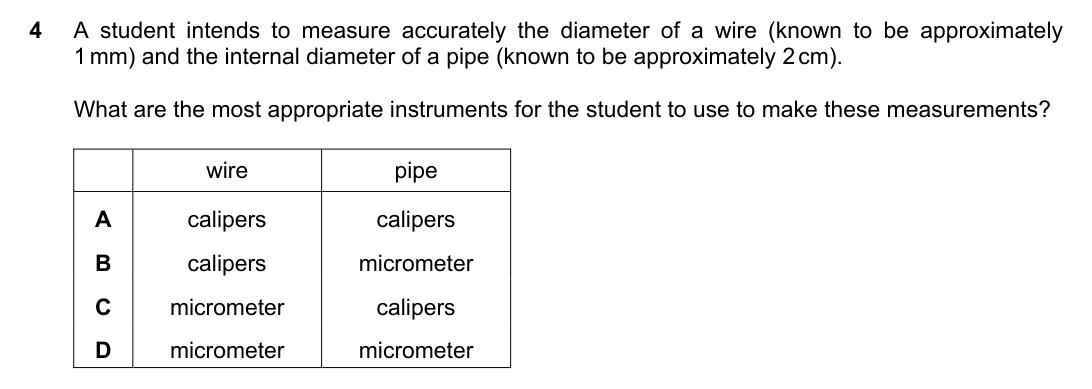 4 A student intends to measure accurately the diameter of a wire (known to be approximately
1 mm) and the internal diameter of a pipe (known to be approximately 2 cm).
What are the most appropriate instruments for the student to use to make these measurements?
wire pipe
A calipers calipers
B calipers micrometer
C micrometer calipers
D micrometer micrometer